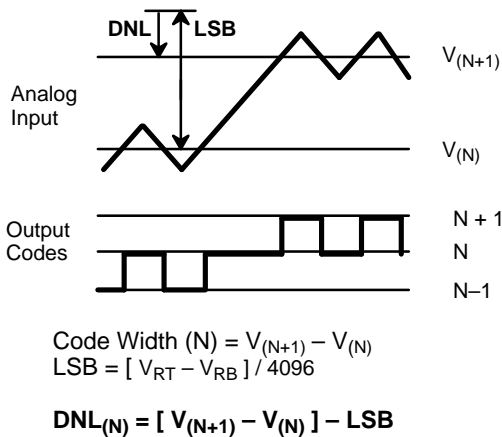 DNL LSB
V(N+1)
Analog
Input
V(N)
Output
Codes
N + 1
N
N–1
Code Width (N) = V(N+1) – V(N)
LSB = [ VRT – VRB ] / 4096
DNL(N) = [ V(N+1) – V(N) ] – LSB